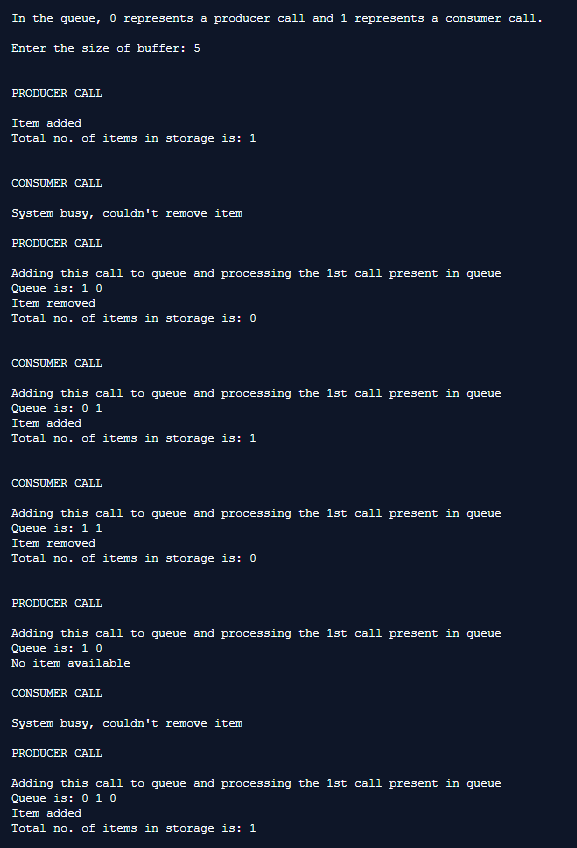 In the queue, 0 represents a producer call and 1 represents a consumer call.
Enter the size of buffer: 5
PRODUCER CALL
Item added
Total no. of items in storage is: 1
CONSUMER CALL
System busy, couldn't remove item
PRODUCER CALL
Adding this call to queue and processing the 1st call present in queue
Queue is: 1 0
Item removed
Total no. of items in storage is: 0
CONSUMER CALL
Adding this call to queue and processing the 1st call present in queue
Queue is: 0 1
Item added
Total no. of items in storage is: 1
CONSUMER CALL
Adding this call to queue and processing the 1st call present in queue
Queue is: 1 1
Item removed
Total no. of items in storage is: 0
PRODUCER CALL
Adding this call to queue and processing the 1st call present in queue
Queue is: 1 0
No item available
CONSUMER CALL
System busy, couldn't remove item
PRODUCER CALL
Adding this call to queue and processing the 1st call present in queue
Queue is: 0 1 0
Item added
Total no. of items in storage is: 1